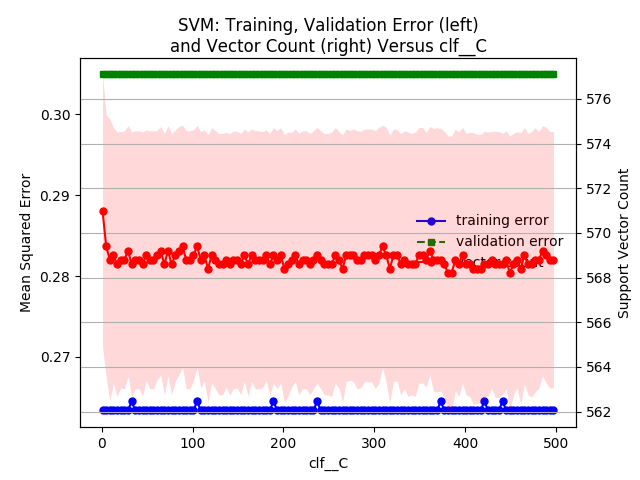 SVM: Training, Validation Error (left)
and Vector Count (right) Versus clf__C
0.30
0.29
0.28
0.27
Mean Squared Error
576
574
572
570
568
566
564
562
Support Vector Count
training error
validation error
0
100
200
300
400
500
clf__C